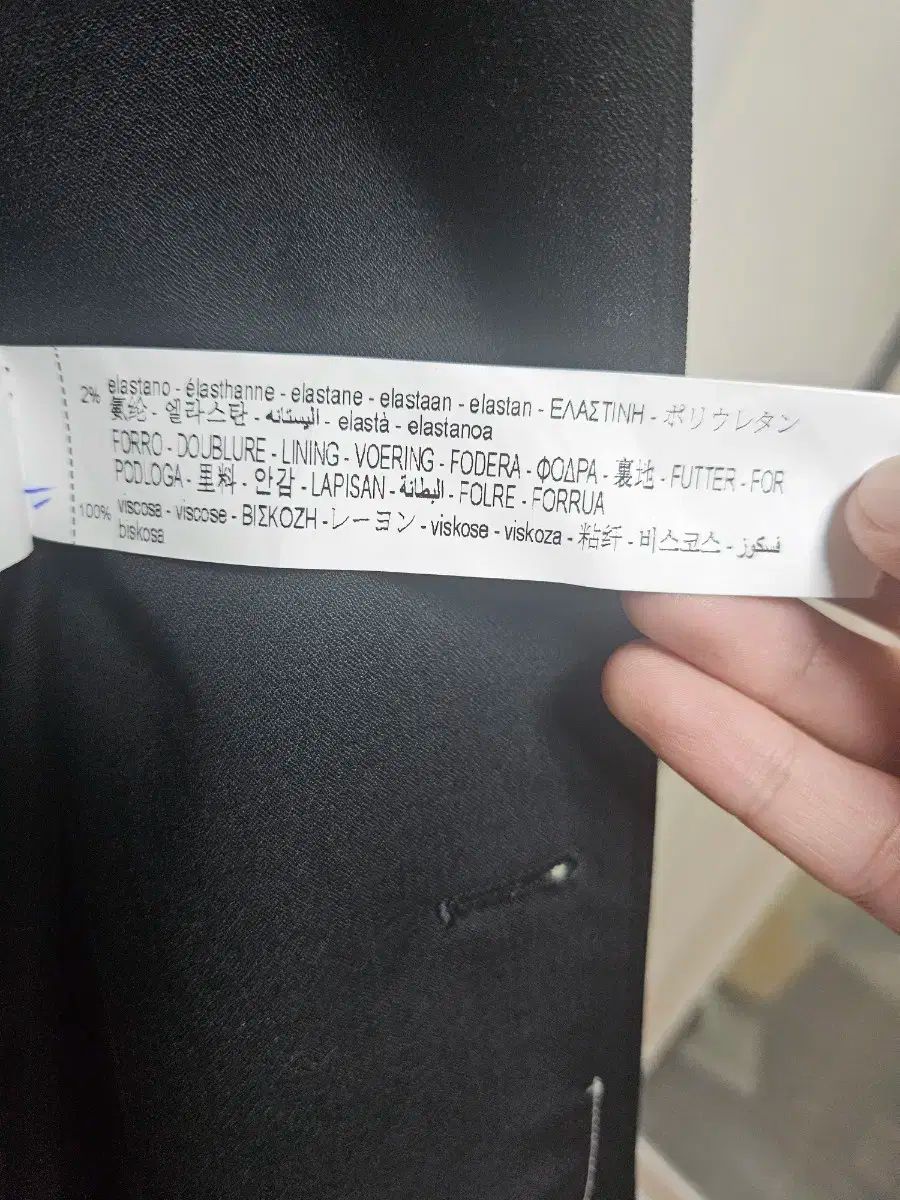 2% elastano - élasthanne - elastane - elastaan - elastan - ΕΛΑΣΤΙΝΗ - ポリウレタン
氨纶 - 엘라스탄 - اليستانه - elastà - elastanoa
FORRO - DOUBLURE - LINING - VOERING - FODERA - ΦΟΔΡΑ - 裏地 - FUTTER - FOR
PODLOGA - 里料 - 안감 - LAPISAN - البطانة - FOLRE - FORRUA
100% viscosa - viscose - ΒΙΣΚΟΖΗ - レーヨン - viskose - viskoza - 粘纤 - 비스코스 - فسكوز
biskosa